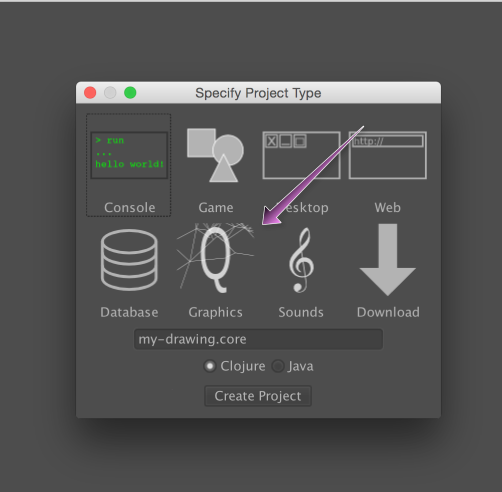 Specify Project Type
> run
...
hello world!
X
http://
Console
Game
Desktop
Web
Q
Database
Graphics
Sounds
Download
my-drawing.core
Clojure
Java
Create Project